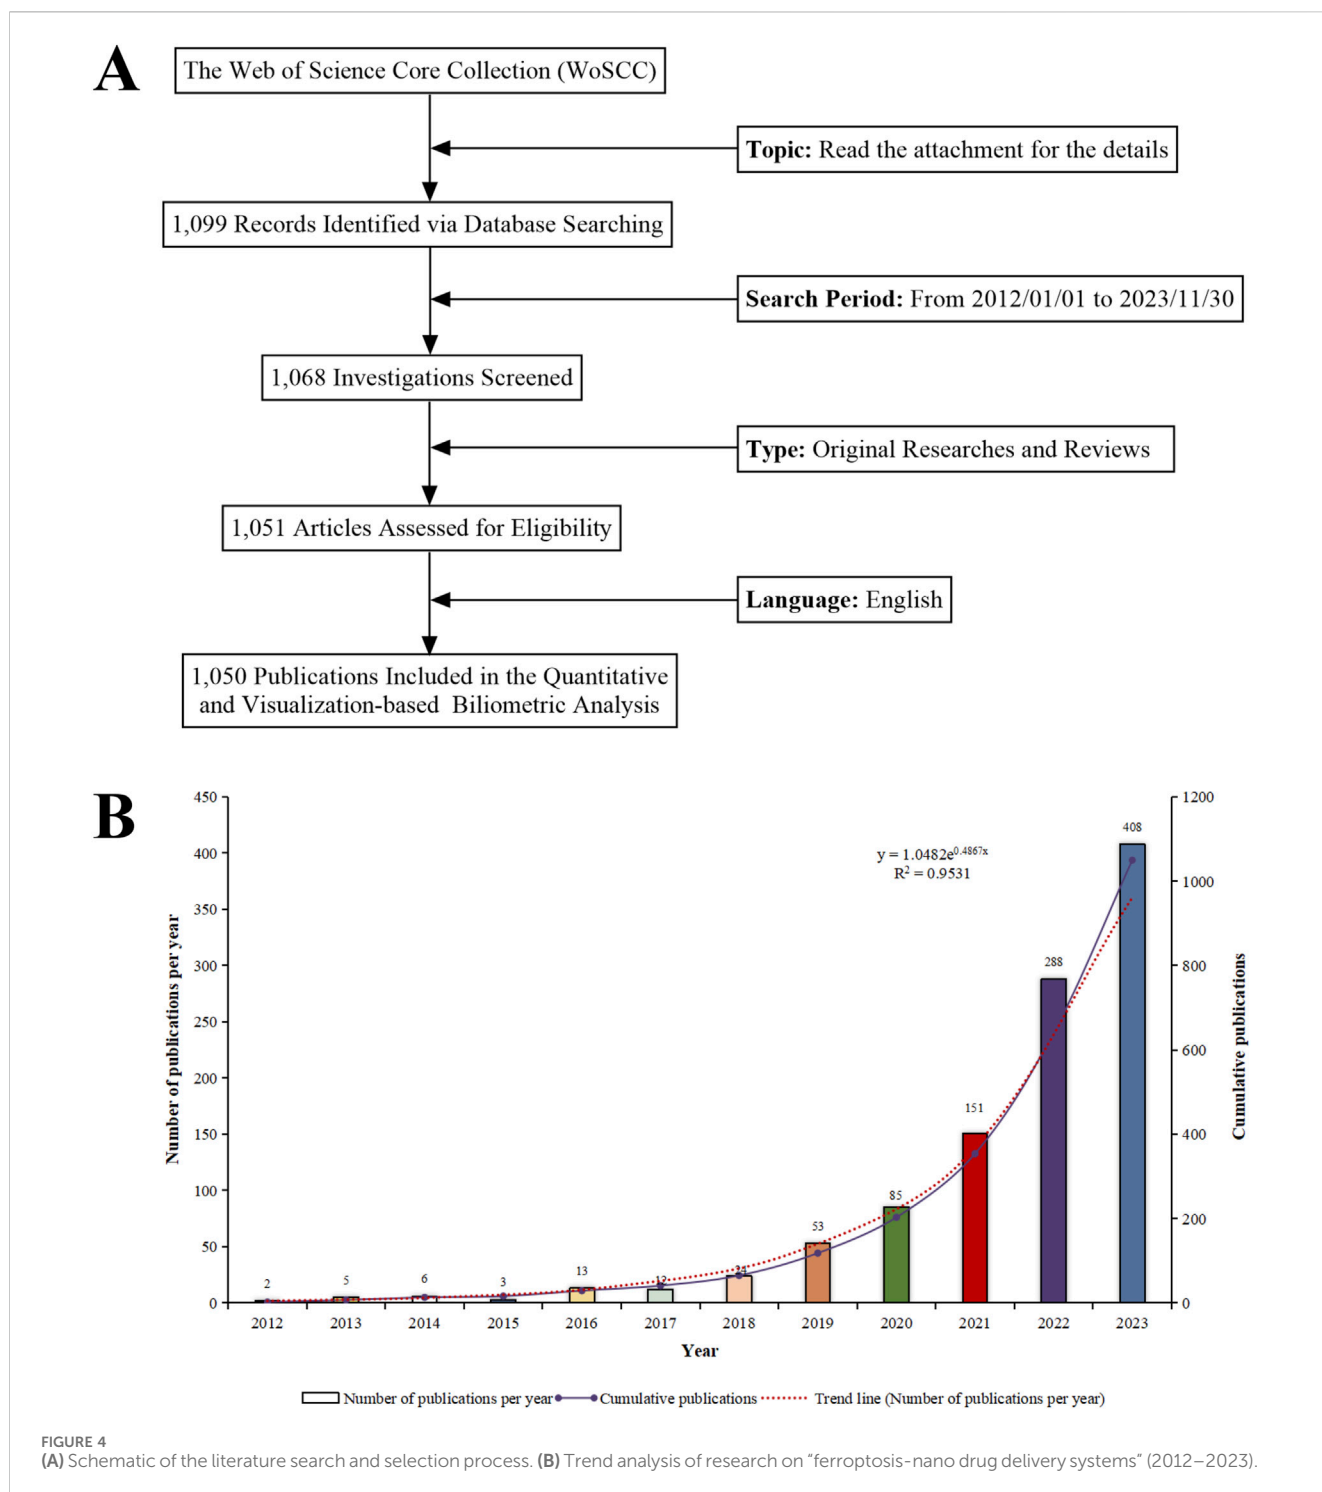 A
The Web of Science Core Collection (WoSCC)
Topic: Read the attachment for the details
1,099 Records Identified via Database Searching
Search Period: From 2012/01/01 to 2023/11/30
1,068 Investigations Screened
Type: Original Researches and Reviews
1,051 Articles Assessed for Eligibility
Language: English
1,050 Publications Included in the Quantitative
and Visualization-based Biliometric Analysis
B
Number of publications per year
450
400
350
300
250
200
150
100
50
0
y = 1.0482e^0.4867x
R² = 0.9531
2
5
6
3
13
12
24
53
85
151
288
408
1200
1000
800
600
400
200
0
Cumulative publications
2012 2013 2014 2015 2016 2017 2018 2019 2020 2021 2022 2023
Year
Number of publications per year Cumulative publications Trend line (Number of publications per year)
FIGURE 4
(A) Schematic of the literature search and selection process. (B) Trend analysis of research on "ferroptosis-nano drug delivery systems" (2012–2023).